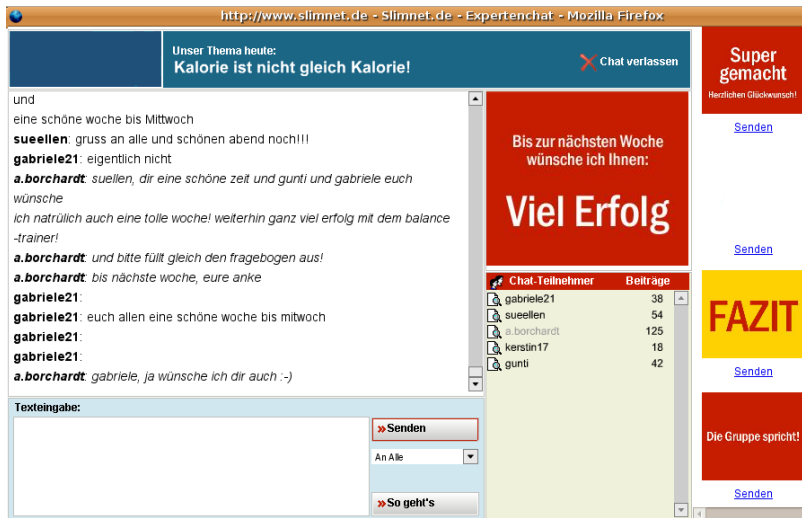 http://www.slimnet.de - Slimnet.de - Expertenchat - Mozilla Firefox
Unser Thema heute:
Kalorie ist nicht gleich Kalorie!
Chat verlassen
und
eine schöne woche bis Mittwoch
sueellen: gruss an alle und schönen abend noch!!!
gabriele21: eigentlich nicht
a.borchardt: suellen, dir eine schöne zeit und gunti und gabriele euch
wünsche
ich natrülich auch eine tolle woche! weiterhin ganz viel erfolg mit dem balance
-trainer!
a.borchardt: und bitte füllt gleich den fragebogen aus!
a.borchardt: bis nächste woche, eure anke
gabriele21:
gabriele21: euch allen eine schöne woche bis mitwoch
gabriele21:
gabriele21:
a.borchardt: gabriele, ja wünsche ich dir auch :-)
Bis zur nächsten Woche
wünsche ich Ihnen:
Viel Erfolg
Chat-Teilnehmer Beiträge
gabriele21 38
sueellen 54
a.borchardt 125
kerstin17 18
gunti 42
Texteingabe:
»Senden
An Alle
»So geht's
Super
gemacht
Herzlichen Glückwunsch!
Senden
Senden
FAZIT
Senden
Die Gruppe spricht!
Senden